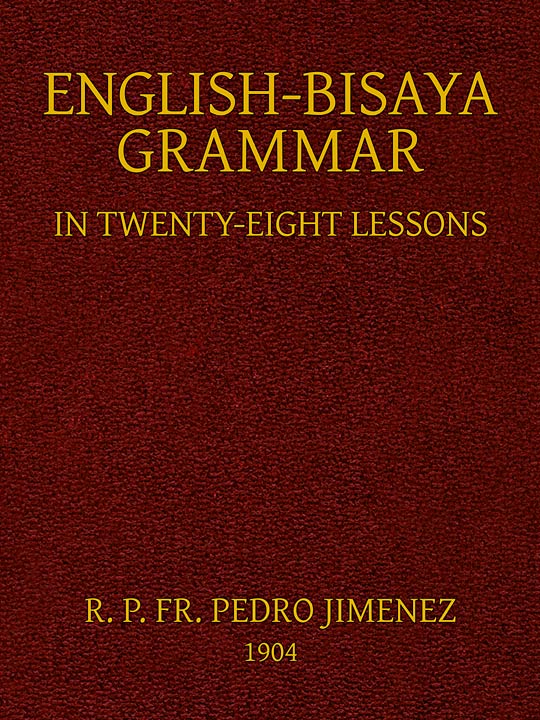 ENGLISH-BISAYA
GRAMMAR
IN TWENTY-EIGHT LESSONS
R. P. FR. PEDRO JIMENEZ
1904